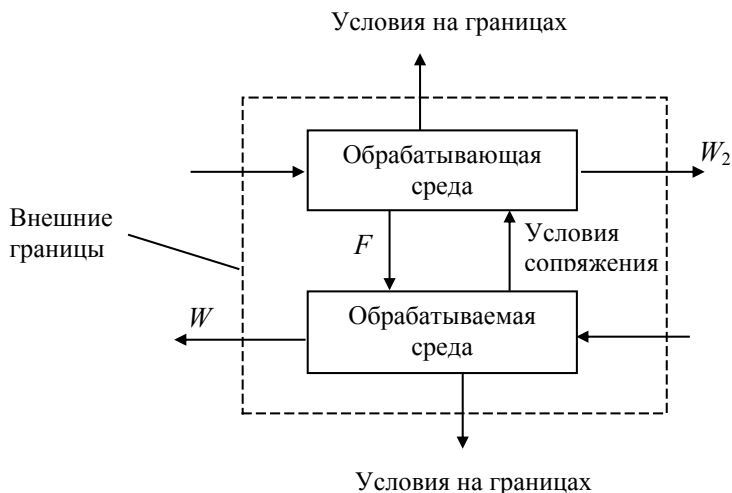 Условия на границах
Обрабатывающая
среда
W₂
Внешние
границы
F
Условия
сопряжения
W
Обрабатываемая
среда
Условия на границах